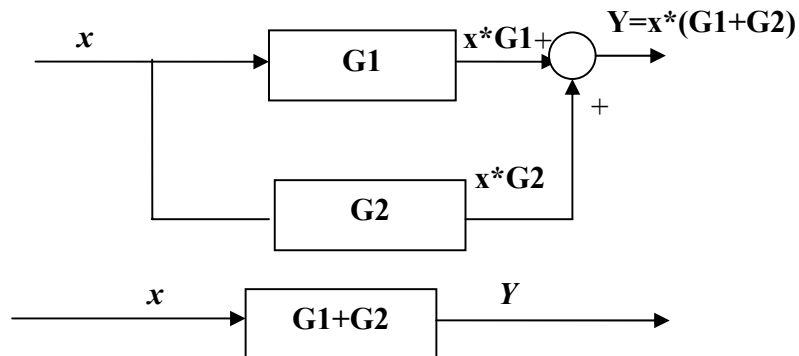 x
G1
x*G1+
Y=x*(G1+G2)
+
G2
x*G2
x
G1+G2
Y